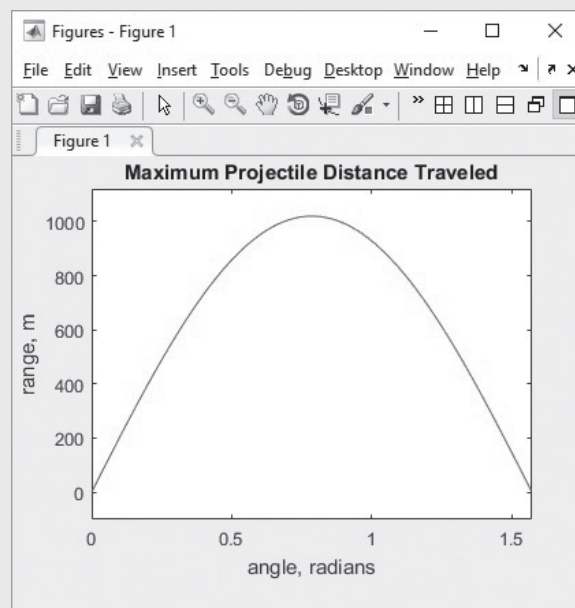 Figures - Figure 1
File Edit View Insert Tools Debug Desktop Window Help
Figure 1
Maximum Projectile Distance Traveled
1000
800
600
400
200
0
range, m
0 0.5 1 1.5
angle, radians